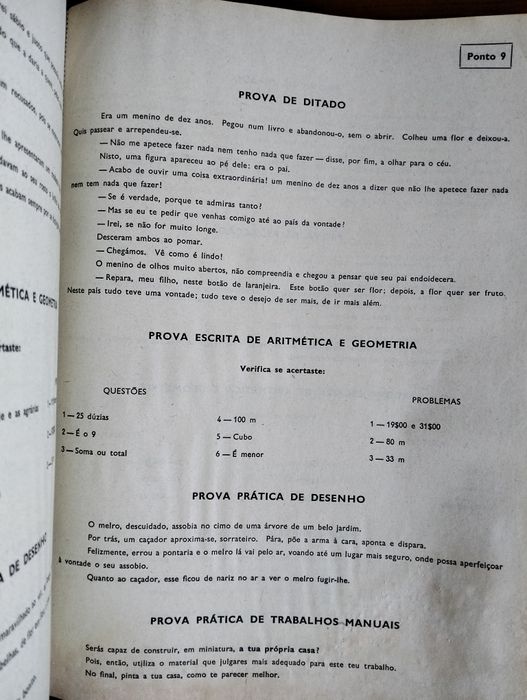 Ponto 9
PROVA DE DITADO
Era um menino de dez anos. Pegou num livro e abandonou-o, sem o abrir. Colheu uma flor e deixou-a.
Quis passear e arrependeu-se.
— Não me apetece fazer nada nem tenho nada que fazer — disse, por fim, a olhar para o céu.
Nisto, uma figura apareceu ao pé dele: era o pai.
— Acabo de ouvir uma coisa extraordinária! um menino de dez anos a dizer que não lhe apetece fazer nada
nem tem nada que fazer!
— Se é verdade, porque te admiras tanto?
— Mas se eu te pedir que venhas comigo até ao país da vontade?
— Irei, se não for muito longe.
Desceram ambos ao pomar.
— Chegámos. Vê como é lindo!
O menino de olhos muito abertos, não compreendia e chegou a pensar que seu pai endoidecera.
— Repara, meu filho, neste botão de laranjeira. Este botão quer ser flor; depois, a flor quer ser fruto.
Neste país tudo teve uma vontade; tudo teve o desejo de ser mais, de ir mais além.
PROVA ESCRITA DE ARITMÉTICA E GEOMETRIA
Verifica se acertaste:
QUESTÕES
PROBLEMAS
1 — 25 dúzias
4 — 100 m
1 — 19$00 e 31$00
2 — É o 9
5 — Cubo
2 — 80 m
3 — Soma ou total
6 — É menor
3 — 33 m
PROVA PRÁTICA DE DESENHO
O melro, descuidado, assobia no cimo de uma árvore de um belo jardim.
Por trás, um caçador aproxima-se, sorrateiro. Pára, põe a arma à cara, aponta e dispara.
Felizmente, errou a pontaria e o melro lá vai pelo ar, voando até um lugar mais seguro, onde possa aperfeiçoar
à vontade o seu assobio.
Quanto ao caçador, esse ficou de nariz no ar a ver o melro fugir-lhe.
PROVA PRÁTICA DE TRABALHOS MANUAIS
Serás capaz de construir, em miniatura, a tua própria casa?
Pois, então, utiliza o material que julgares mais adequado para este teu trabalho.
No final, pinta a tua casa, como te parecer melhor.